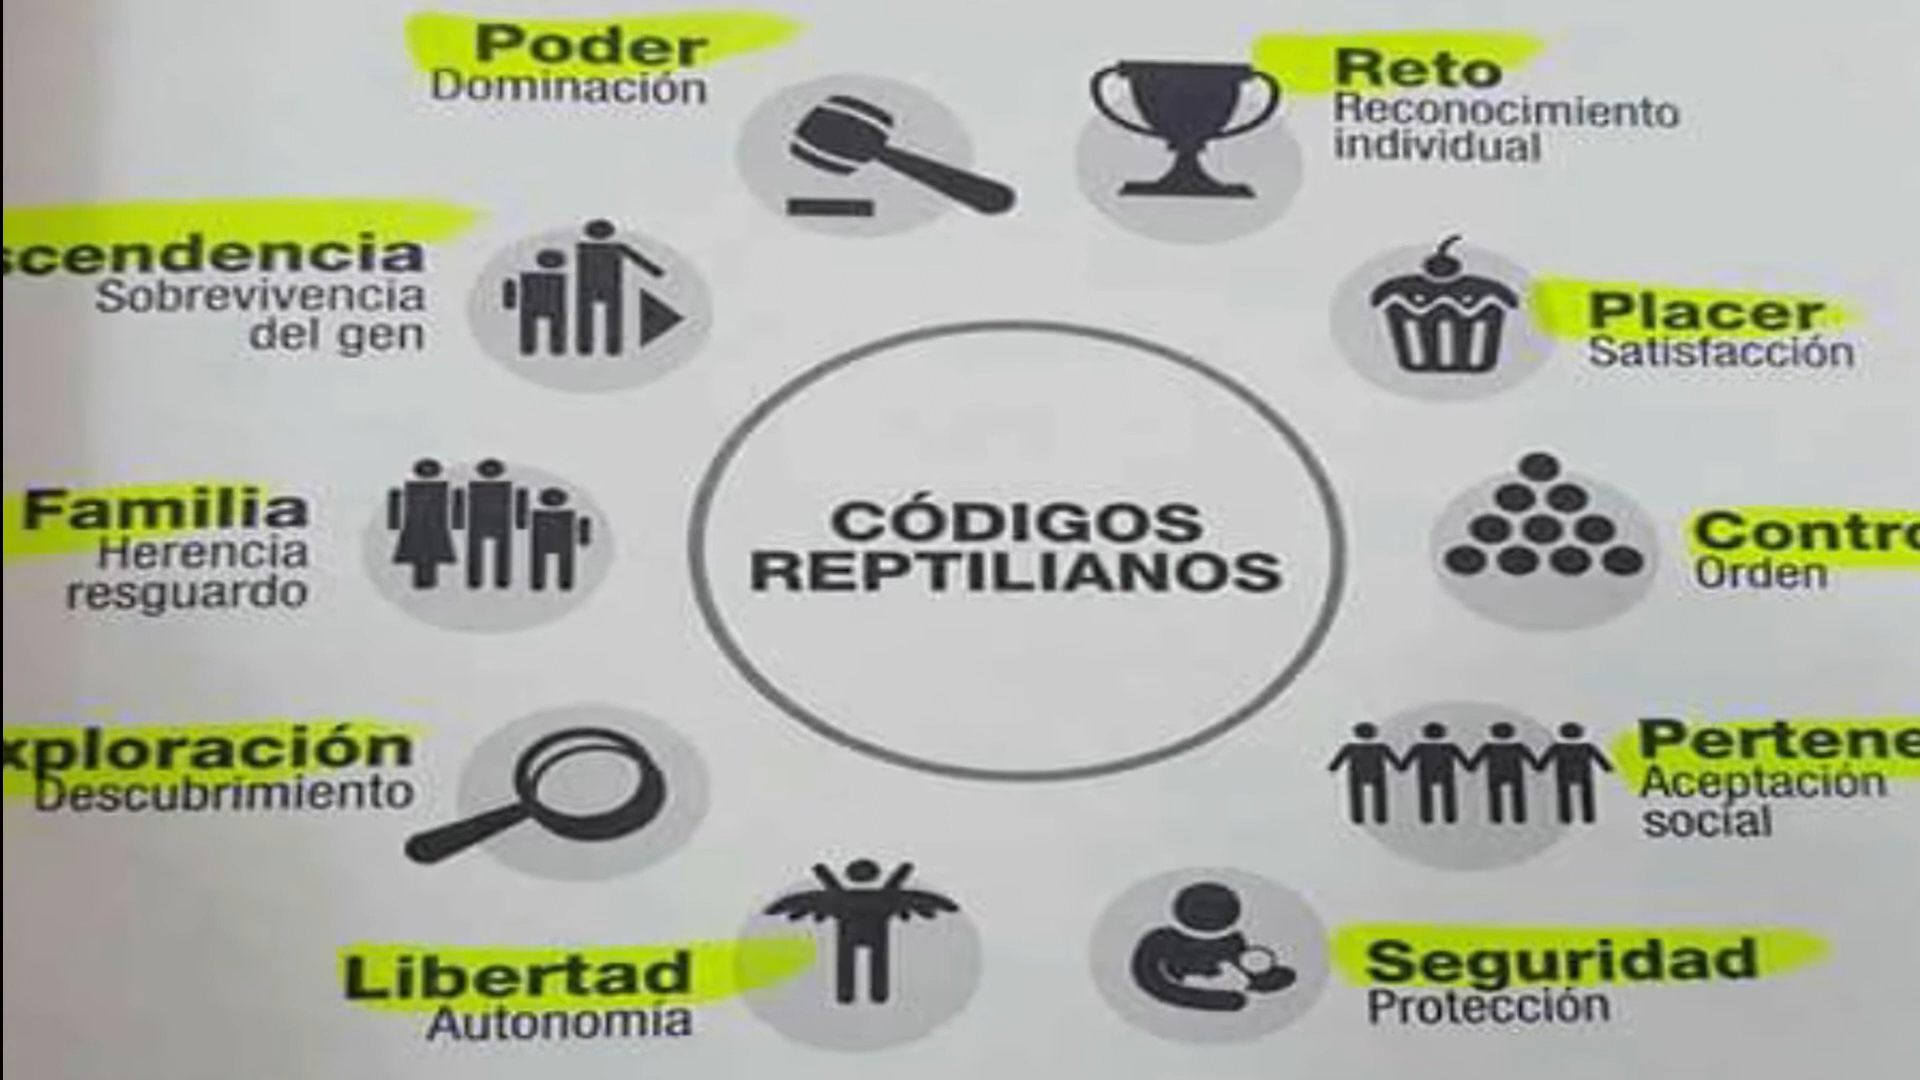 Poder
Dominación
Reto
Reconocimiento
individual
scendencia
Sobrevivencia
del gen
Placer
Satisfacción
Familia
Herencia
resguardo
CÓDIGOS
REPTILIANOS
Contro
Orden
xploración
Descubrimiento
Pertene
Aceptación
social
Libertad
Autonomía
Seguridad
Protección